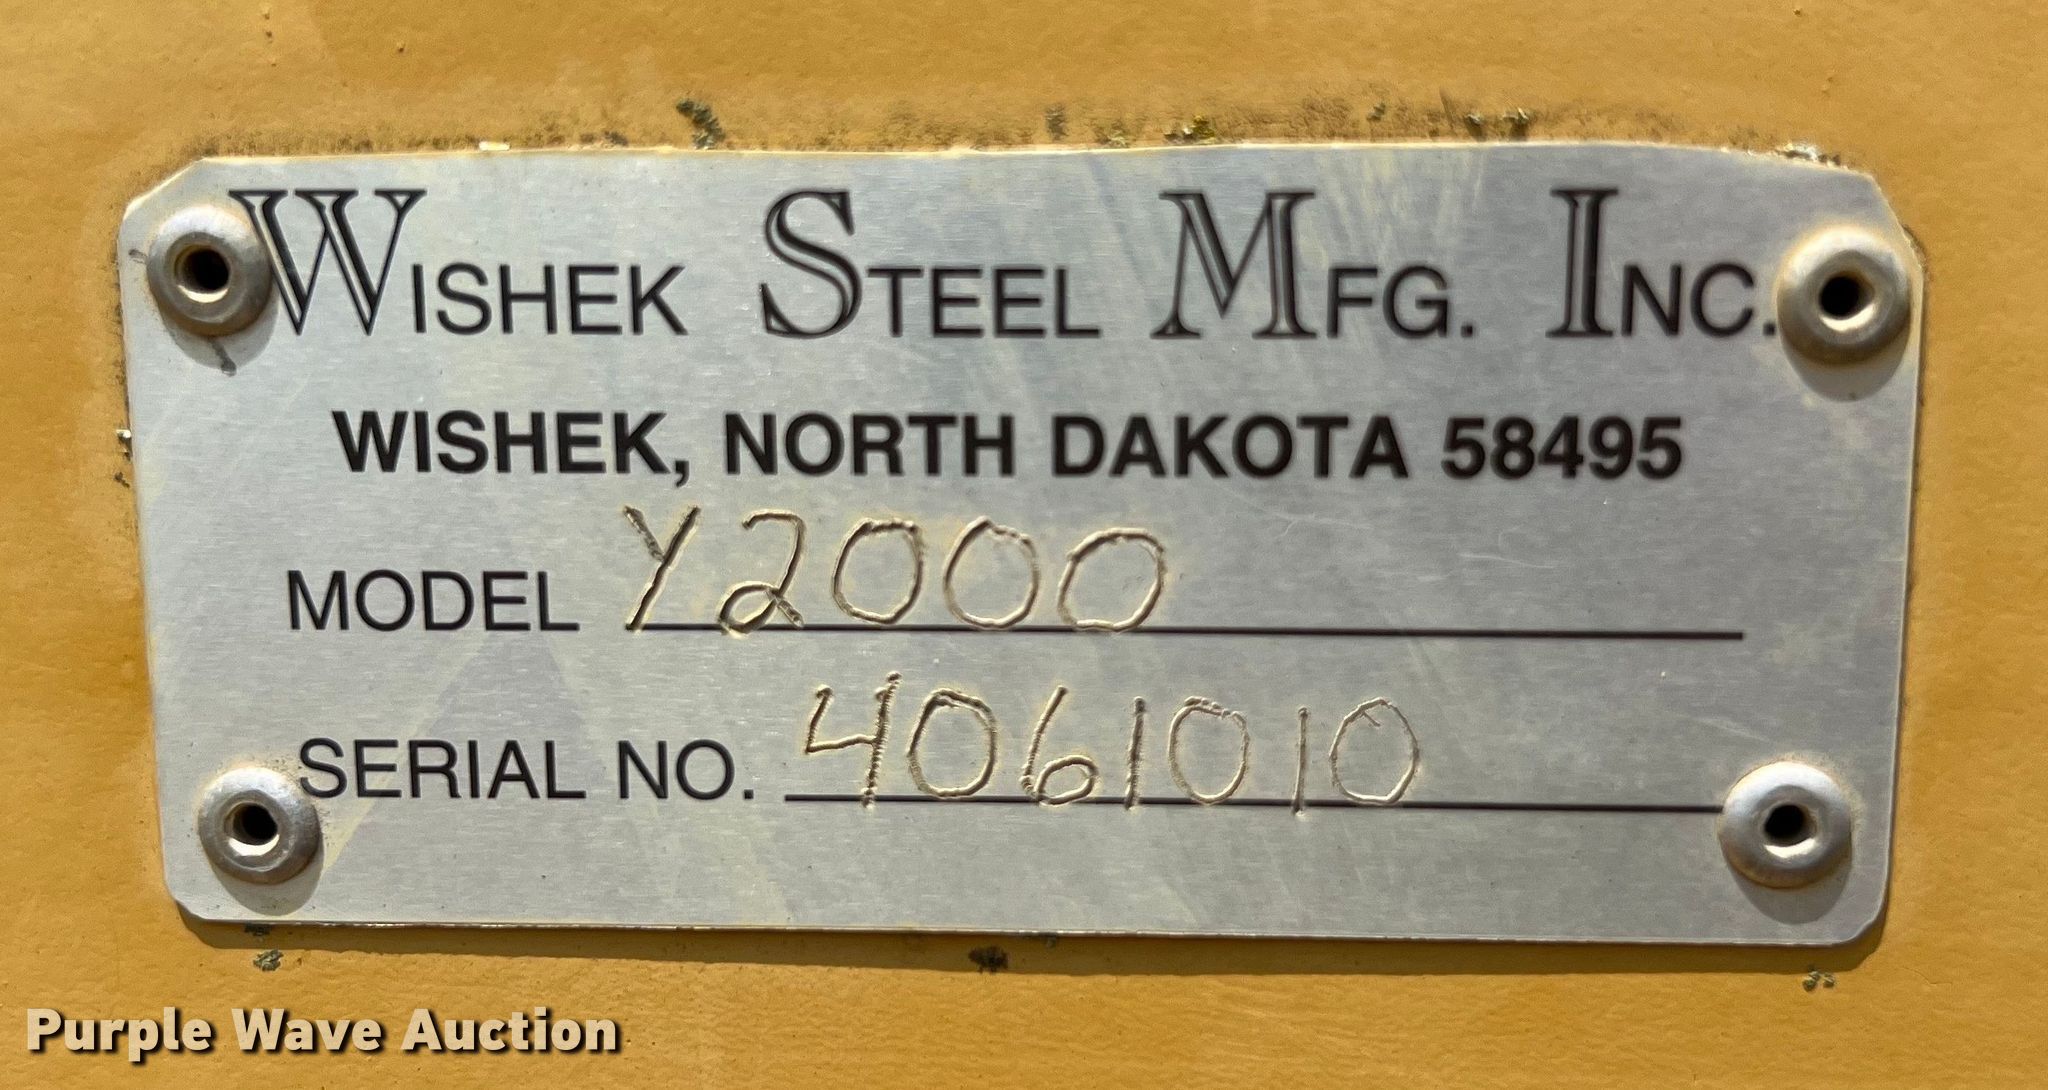 WISHEK STEEL MFG. INC.
WISHEK, NORTH DAKOTA 58495
MODEL Y2000
SERIAL NO. 4061010
Purple Wave Auction